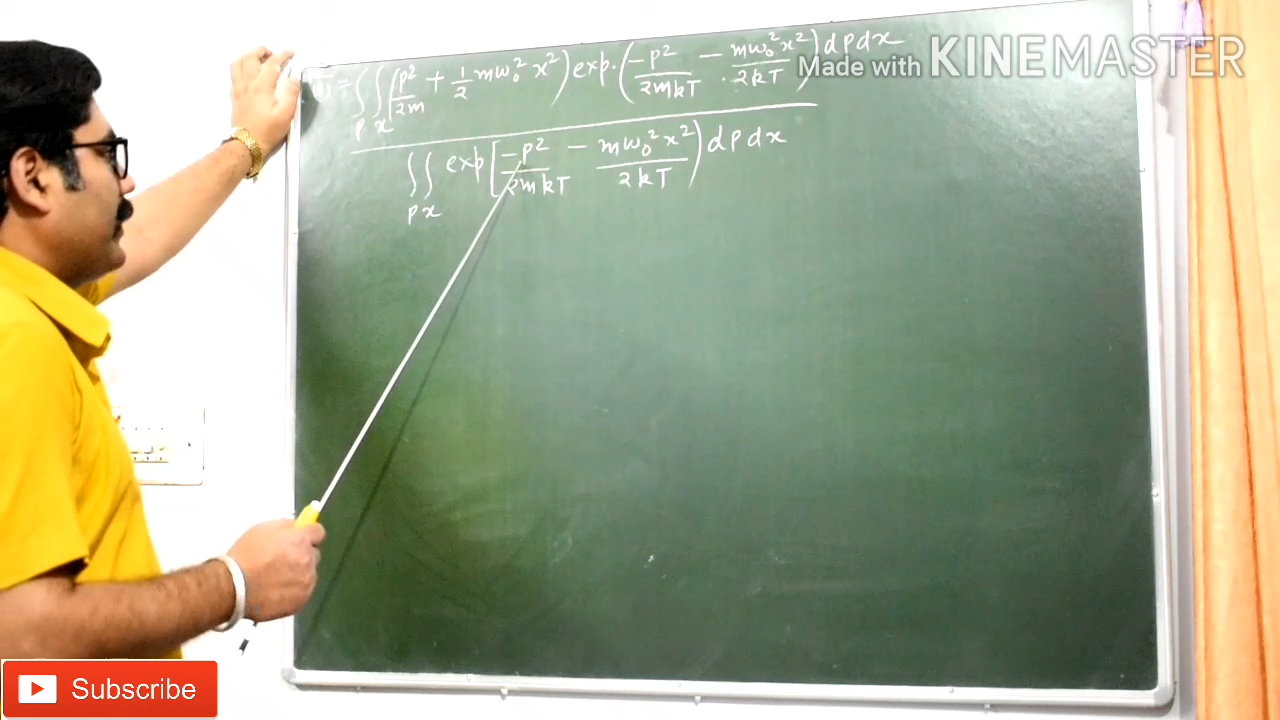 = ∫∫ (p²/2m + 1/2 mω₀² x²) exp. (-p²/2mkT - mω₀²x²/2kT) dp dx
p x
∫∫ exp [-p²/2mkT - mω₀²x²/2kT) dp dx
p x
Made with KINEMASTER
Subscribe